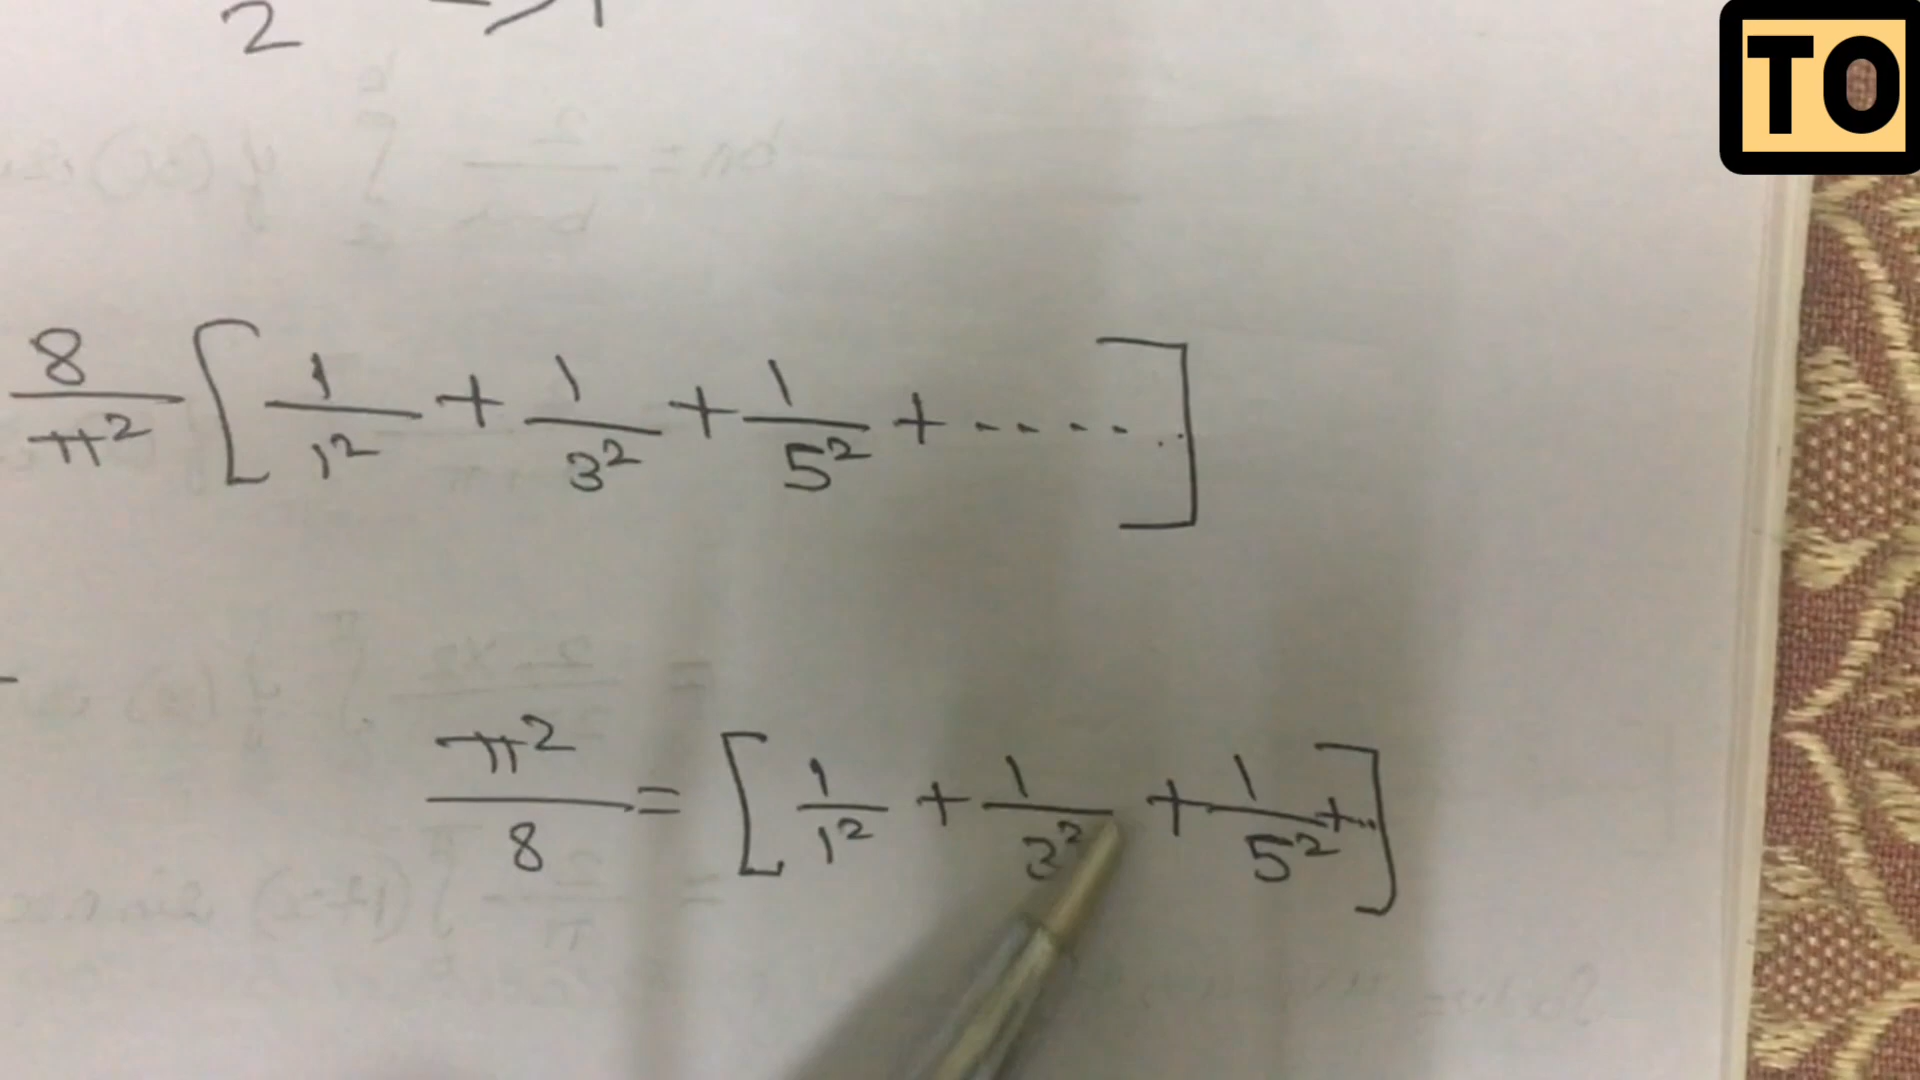 2
TO
8/π² [1/1² + 1/3² + 1/5² + .......]
π²/8 = [1/1² + 1/3² + 1/5² + ..]